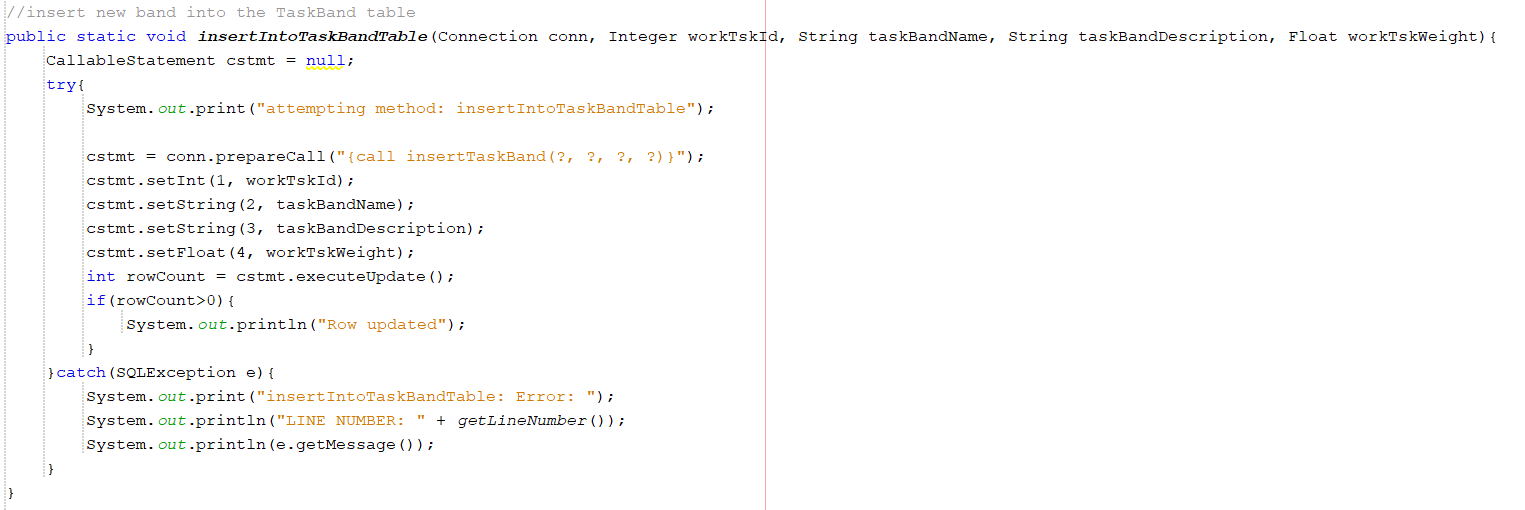 //insert new band into the TaskBand table
public static void insertIntoTaskBandTable(Connection conn, Integer workTskId, String taskBandName, String taskBandDescription, Float workTskWeight){
CallableStatement cstmt = null;
try{
System.out.print("attempting method: insertIntoTaskBandTable");
cstmt = conn.prepareCall("{call insertTaskBand(?, ?, ?, ?)}");
cstmt.setInt(1, workTskId);
cstmt.setString(2, taskBandName);
cstmt.setString(3, taskBandDescription);
cstmt.setFloat(4, workTskWeight);
int rowCount = cstmt.executeUpdate();
if(rowCount>0){
System.out.println("Row updated");
}
}catch(SQLException e){
System.out.print("insertIntoTaskBandTable: Error: ");
System.out.println("LINE NUMBER: " + getLineNumber());
System.out.println(e.getMessage());
}
}